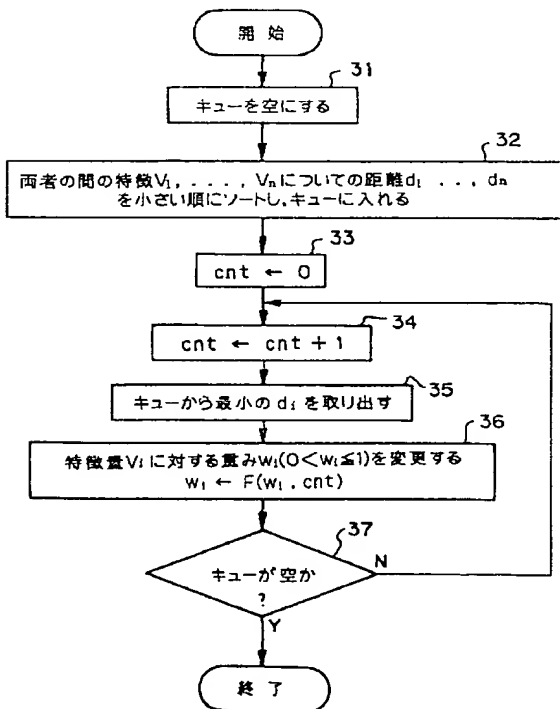 開始
31
キューを空にする
32
両者の間の特徴V1, . . . , Vnについての距離d1 . . , dn
を小さい順にソートし,キューに入れる
33
cnt ← 0
34
cnt ← cnt + 1
35
キューから最小の di を取り出す
36
特徴量Viに対する重みwi(0<wi≦1)を変更する
wi ← F(wi , cnt)
37
キューが空か
?
N
Y
終了